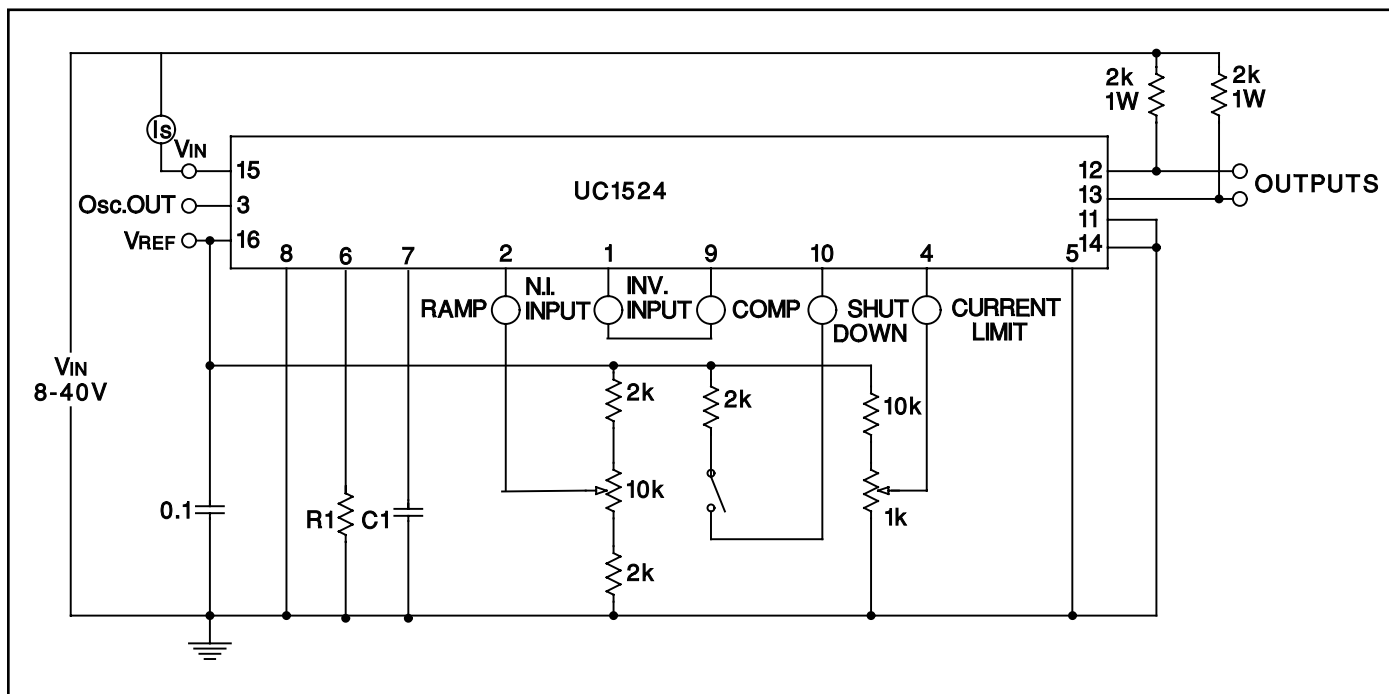 2k
1W
2k
1W
Is
VIN
15
12
OUTPUTS
UC1524
Osc.OUT
3
13
11
VREF
16
14
8
6
7
2
1
9
10
4
5
RAMP
N.I.
INPUT
INV.
INPUT
COMP
SHUT
DOWN
CURRENT
LIMIT
VIN
8-40V
2k
2k
10k
10k
1k
0.1
R1
C1
2k